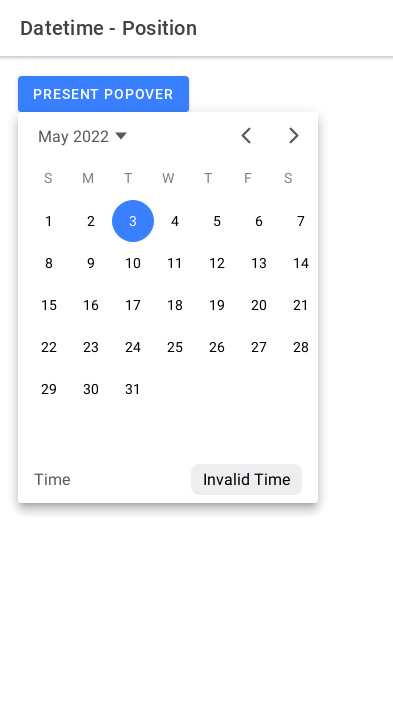 Datetime - Position
PRESENT POPOVER
May 2022
S M T W T F S
1 2 3 4 5 6 7
8 9 10 11 12 13 14
15 16 17 18 19 20 21
22 23 24 25 26 27 28
29 30 31
Time Invalid Time